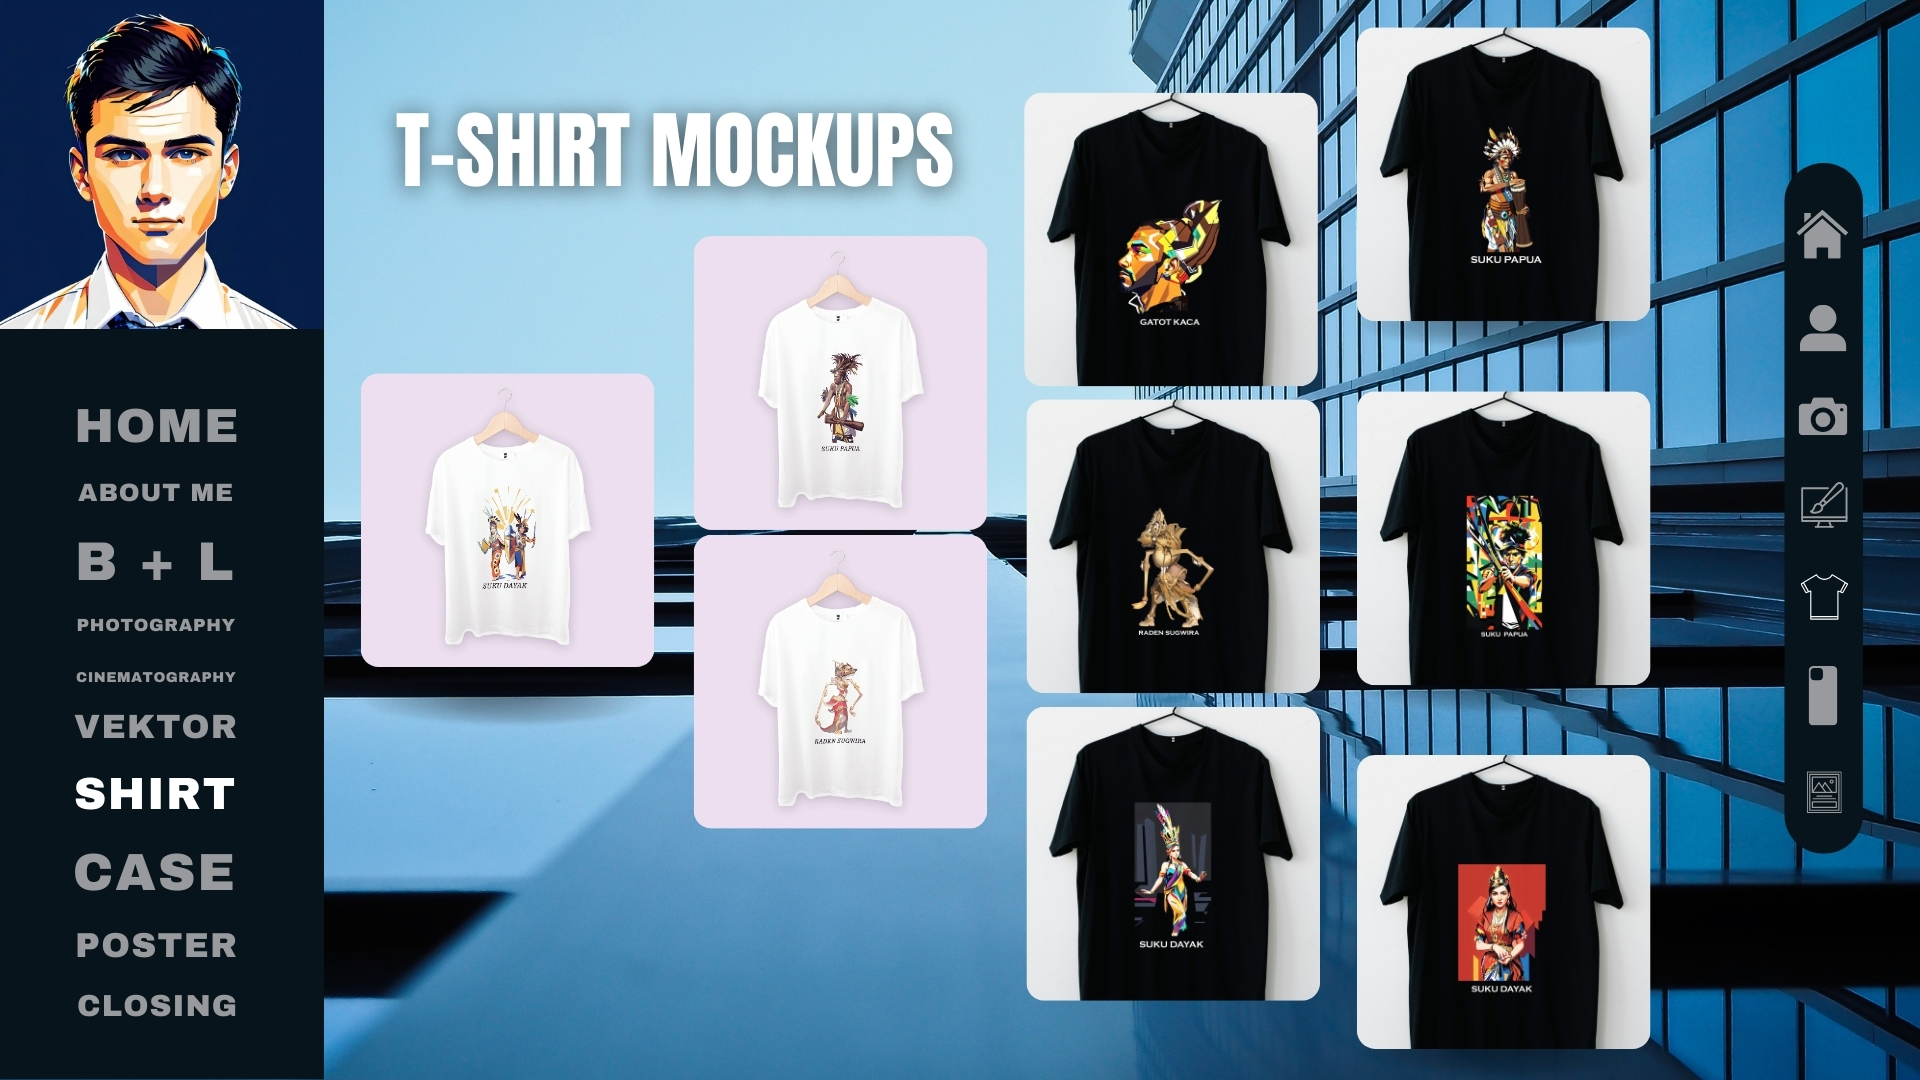 HOME
ABOUT ME
B + L
PHOTOGRAPHY
CINEMATOGRAPHY
VEKTOR
SHIRT
CASE
POSTER
CLOSING
T-SHIRT MOCKUPS
SUKU DAYAK
SUKU PAPUA
RADEN SUGWIRA
GATOT KACA
SUKU PAPUA
RADEN SUGWIRA
SUKU PAPUA
SUKU DAYAK
SUKU DAYAK